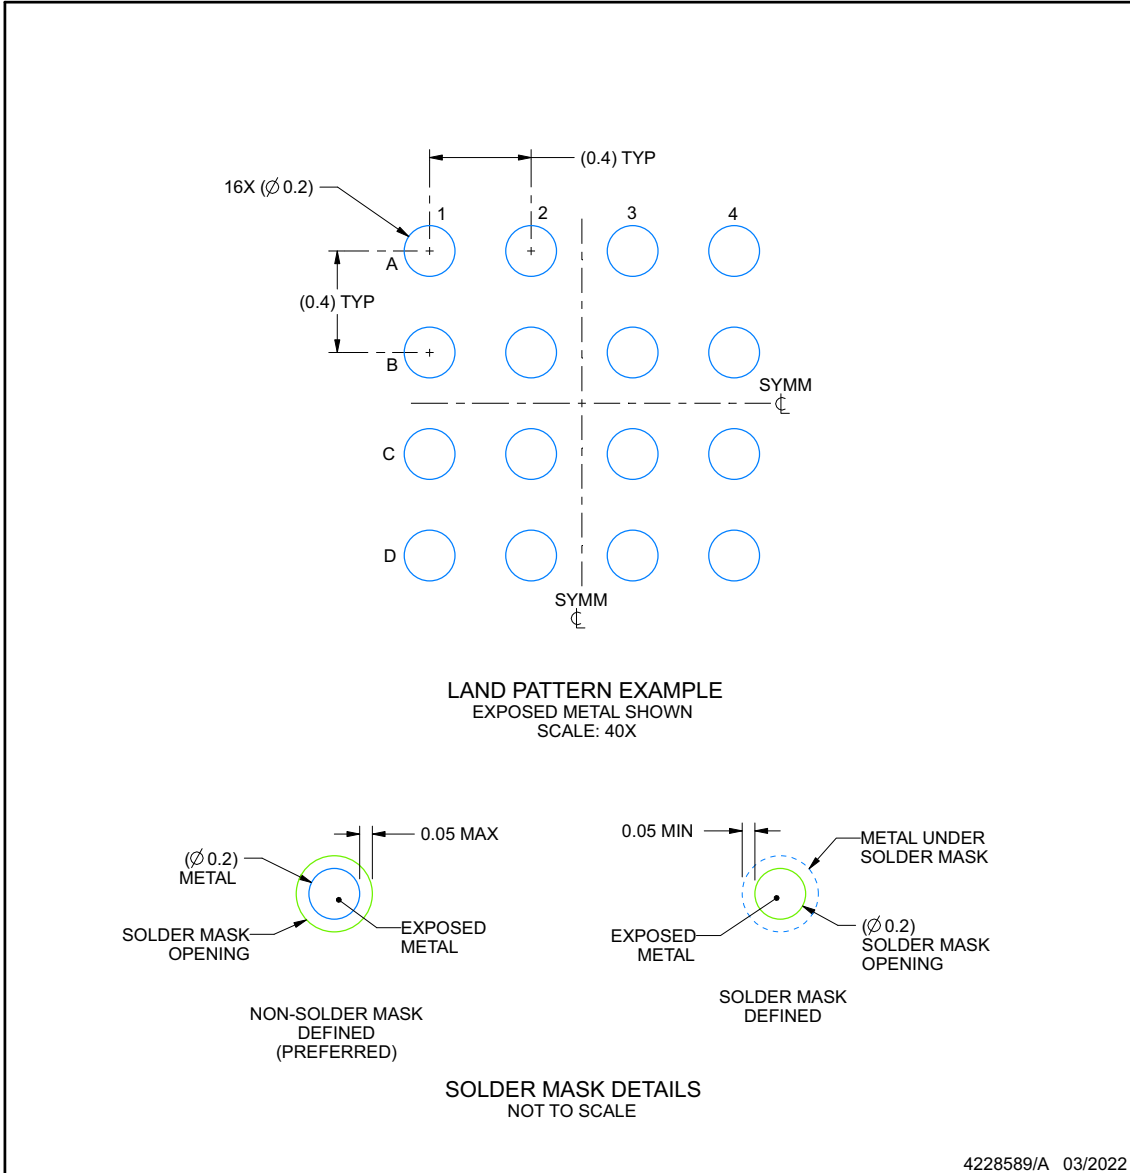 (0.4) TYP
16X (∅ 0.2)
1
2
3
4
A
(0.4) TYP
B
SYMM
℄
C
D
SYMM
℄
LAND PATTERN EXAMPLE
EXPOSED METAL SHOWN
SCALE: 40X
0.05 MAX
(∅ 0.2)
METAL
SOLDER MASK
OPENING
EXPOSED
METAL
NON-SOLDER MASK
DEFINED
(PREFERRED)
0.05 MIN
METAL UNDER
SOLDER MASK
EXPOSED
METAL
(∅ 0.2)
SOLDER MASK
OPENING
SOLDER MASK
DEFINED
SOLDER MASK DETAILS
NOT TO SCALE
4228589/A 03/2022